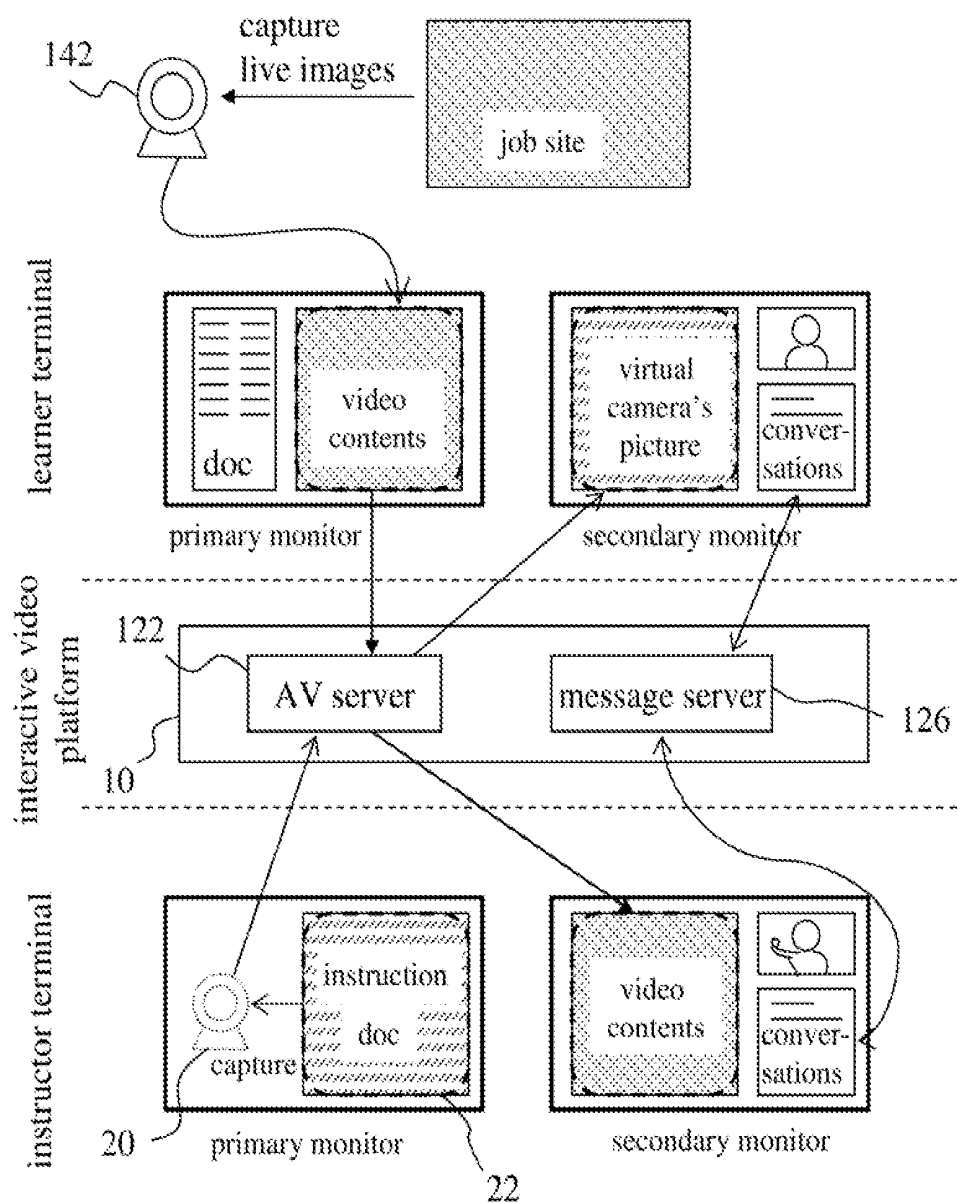 capture
live images
142
job site
learner terminal
doc
video
contents
virtual
camera's
picture
conver-
sations
primary monitor
secondary monitor
interactive video
platform
122
AV server
message server
126
10
instructor terminal
instruction
doc
capture
20
22
video
contents
conver-
sations
primary monitor
secondary monitor